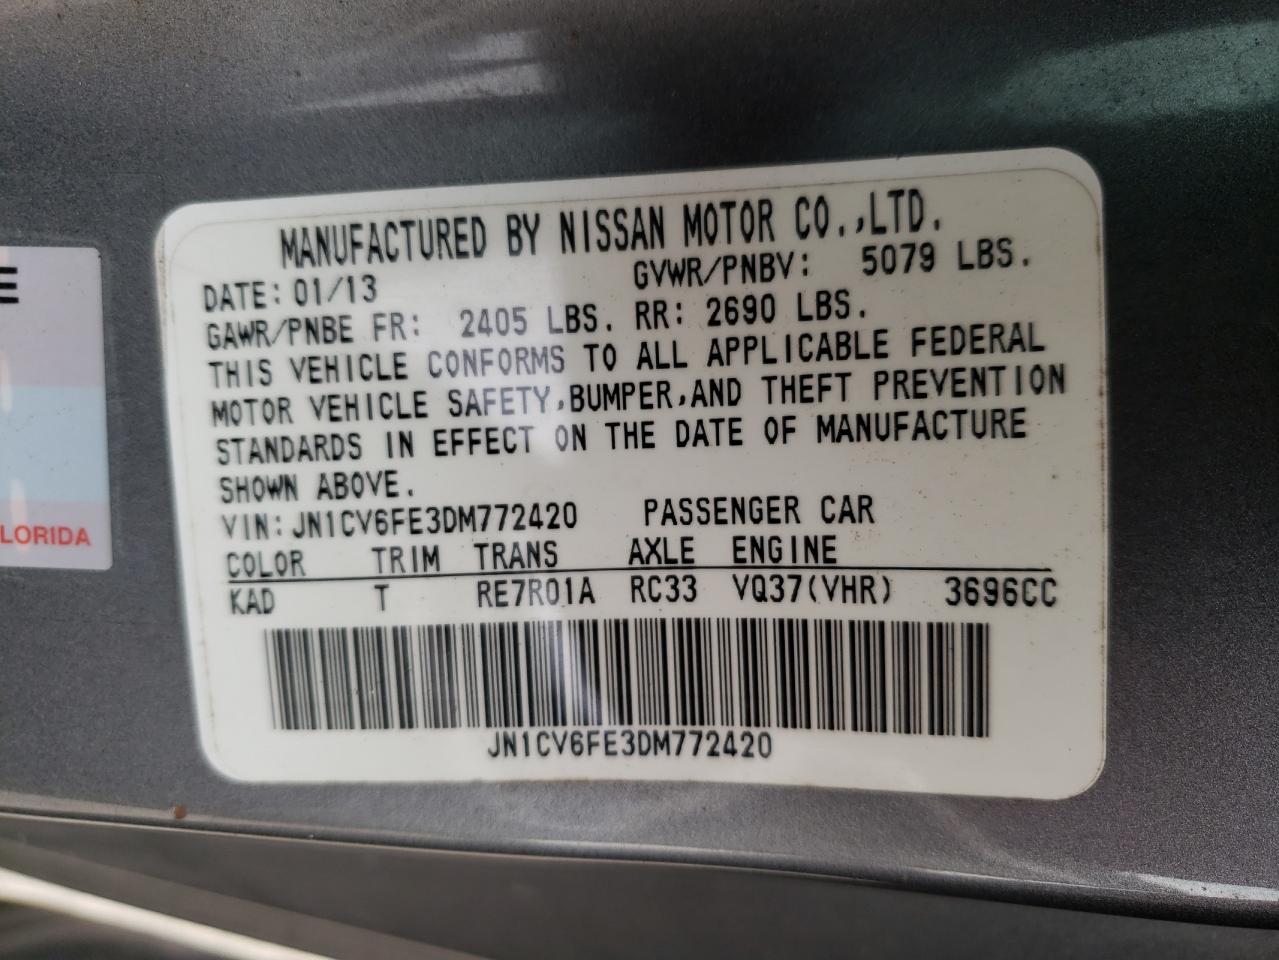 MANUFACTURED BY NISSAN MOTOR CO.,LTD.
DATE: 01/13 GVWR/PNBV: 5079 LBS.
GAWR/PNBE FR: 2405 LBS. RR: 2690 LBS.
THIS VEHICLE CONFORMS TO ALL APPLICABLE FEDERAL
MOTOR VEHICLE SAFETY,BUMPER,AND THEFT PREVENTION
STANDARDS IN EFFECT ON THE DATE OF MANUFACTURE
SHOWN ABOVE.
VIN: JN1CV6FE3DM772420 PASSENGER CAR
COLOR TRIM TRANS AXLE ENGINE
KAD T RE7R01A RC33 VQ37(VHR) 3696CC
JN1CV6FE3DM772420
E
LORIDA